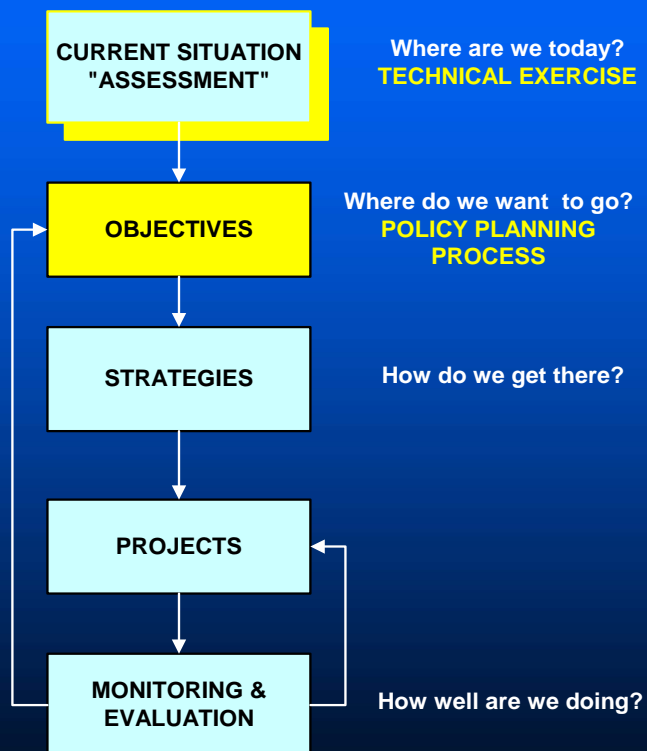 CURRENT SITUATION
"ASSESSMENT"
Where are we today?
TECHNICAL EXERCISE
OBJECTIVES
Where do we want to go?
POLICY PLANNING
PROCESS
STRATEGIES
How do we get there?
PROJECTS
MONITORING &
EVALUATION
How well are we doing?